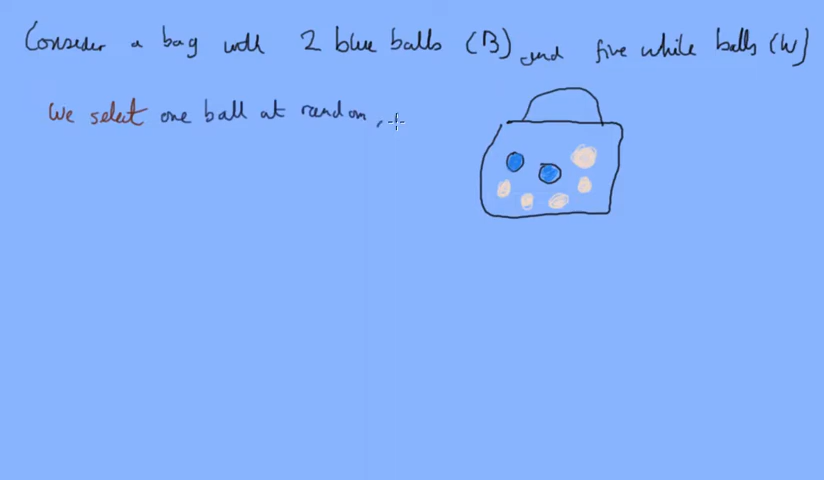 Consider a bag with 2 blue balls (B) and five white balls (W)
We select one ball at random,